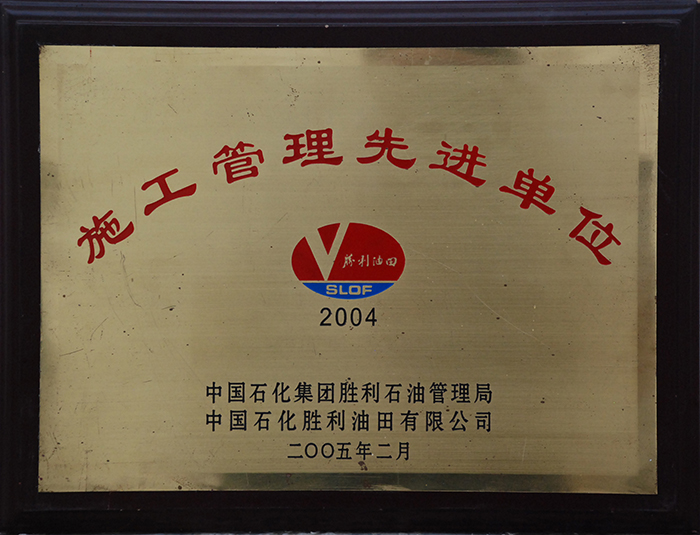 施工管理先进单位
胜利油田
SLOF
2004
中国石化集团胜利石油管理局
中国石化胜利油田有限公司
二〇〇五年二月